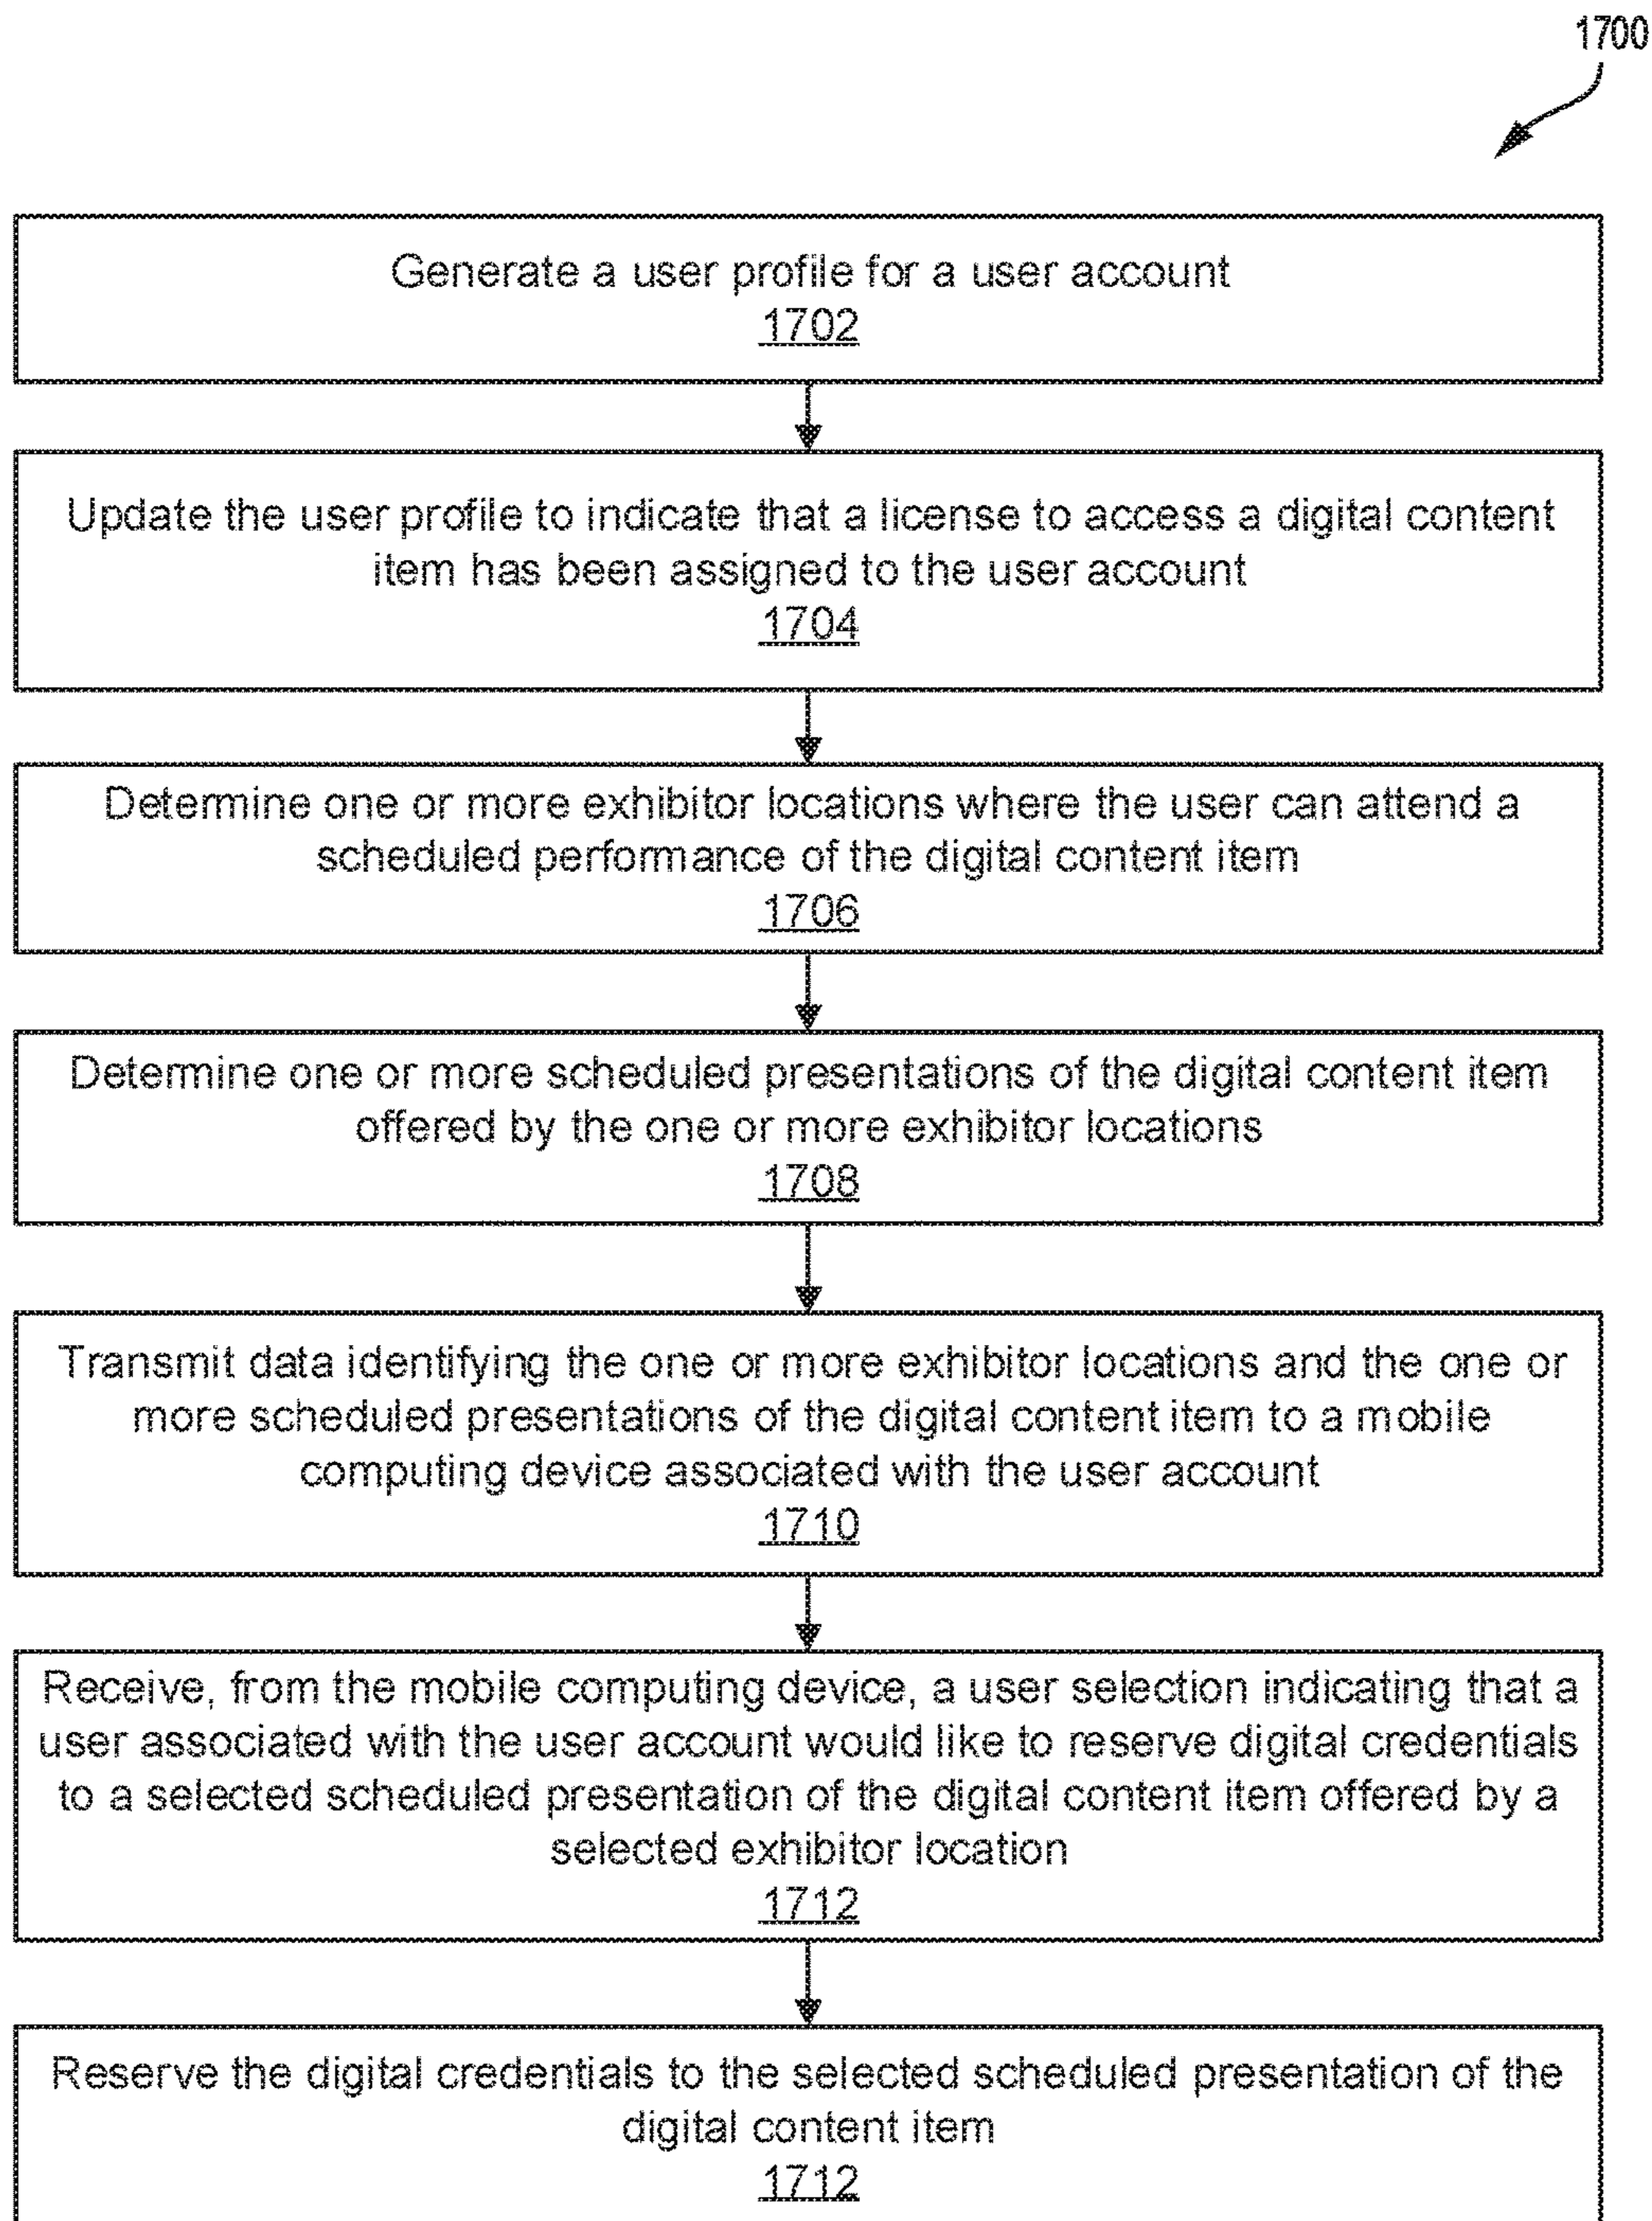 1700
Generate a user profile for a user account
1702
Update the user profile to indicate that a license to access a digital content
item has been assigned to the user account
1704
Determine one or more exhibitor locations where the user can attend a
scheduled performance of the digital content item
1706
Determine one or more scheduled presentations of the digital content item
offered by the one or more exhibitor locations
1708
Transmit data identifying the one or more exhibitor locations and the one or
more scheduled presentations of the digital content item to a mobile
computing device associated with the user account
1710
Receive, from the mobile computing device, a user selection indicating that a
user associated with the user account would like to reserve digital credentials
to a selected scheduled presentation of the digital content item offered by a
selected exhibitor location
1712
Reserve the digital credentials to the selected scheduled presentation of the
digital content item
1712